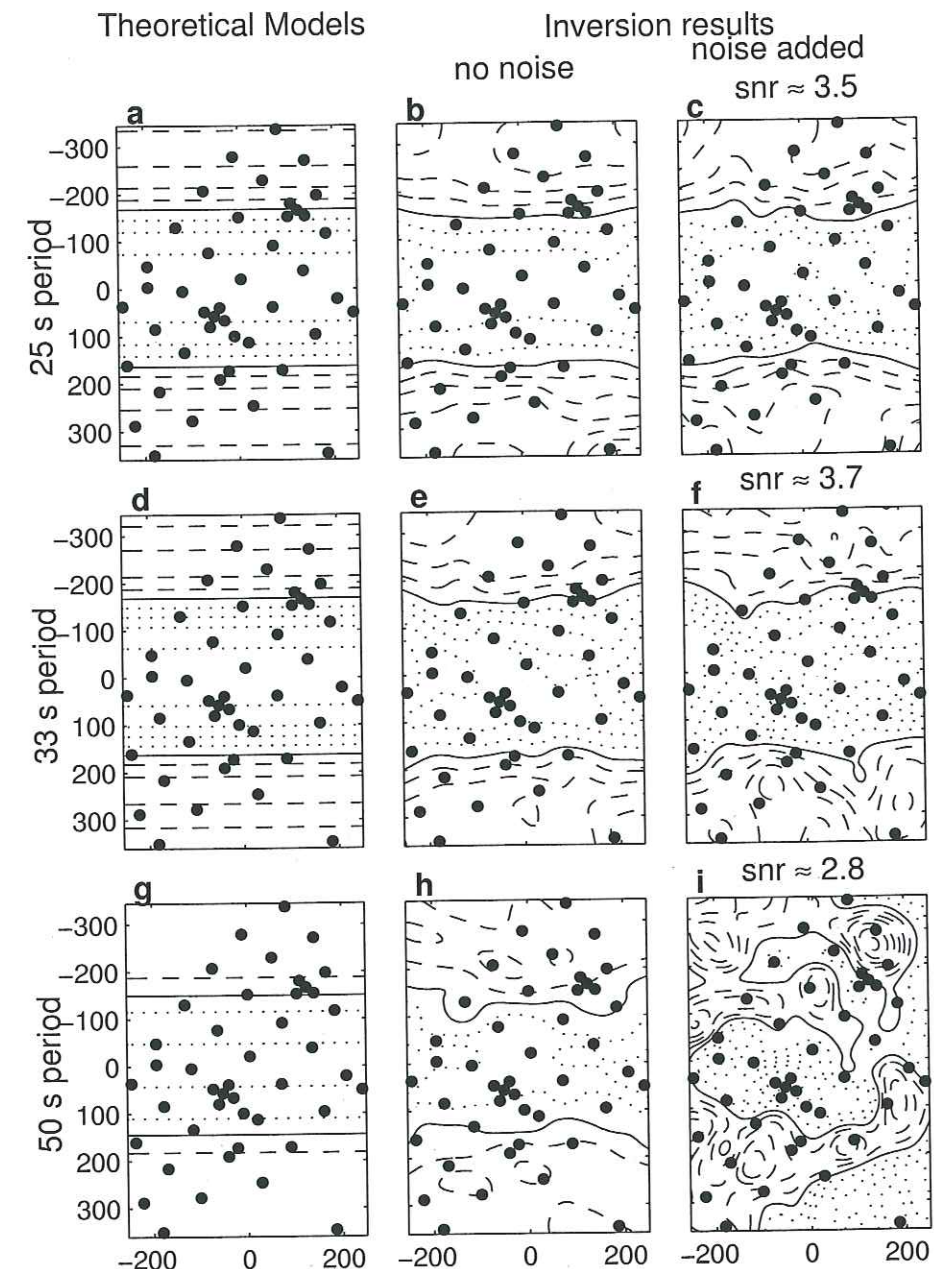 Theoretical Models
Inversion results
no noise
noise added
snr ≈ 3.5
a
b
c
25 s period
−300
−200
−100
0
100
200
300
snr ≈ 3.7
d
e
f
33 s period
−300
−200
−100
0
100
200
300
snr ≈ 2.8
g
h
i
50 s period
−300
−200
−100
0
100
200
300
−200 0 200
−200 0 200
−200 0 200